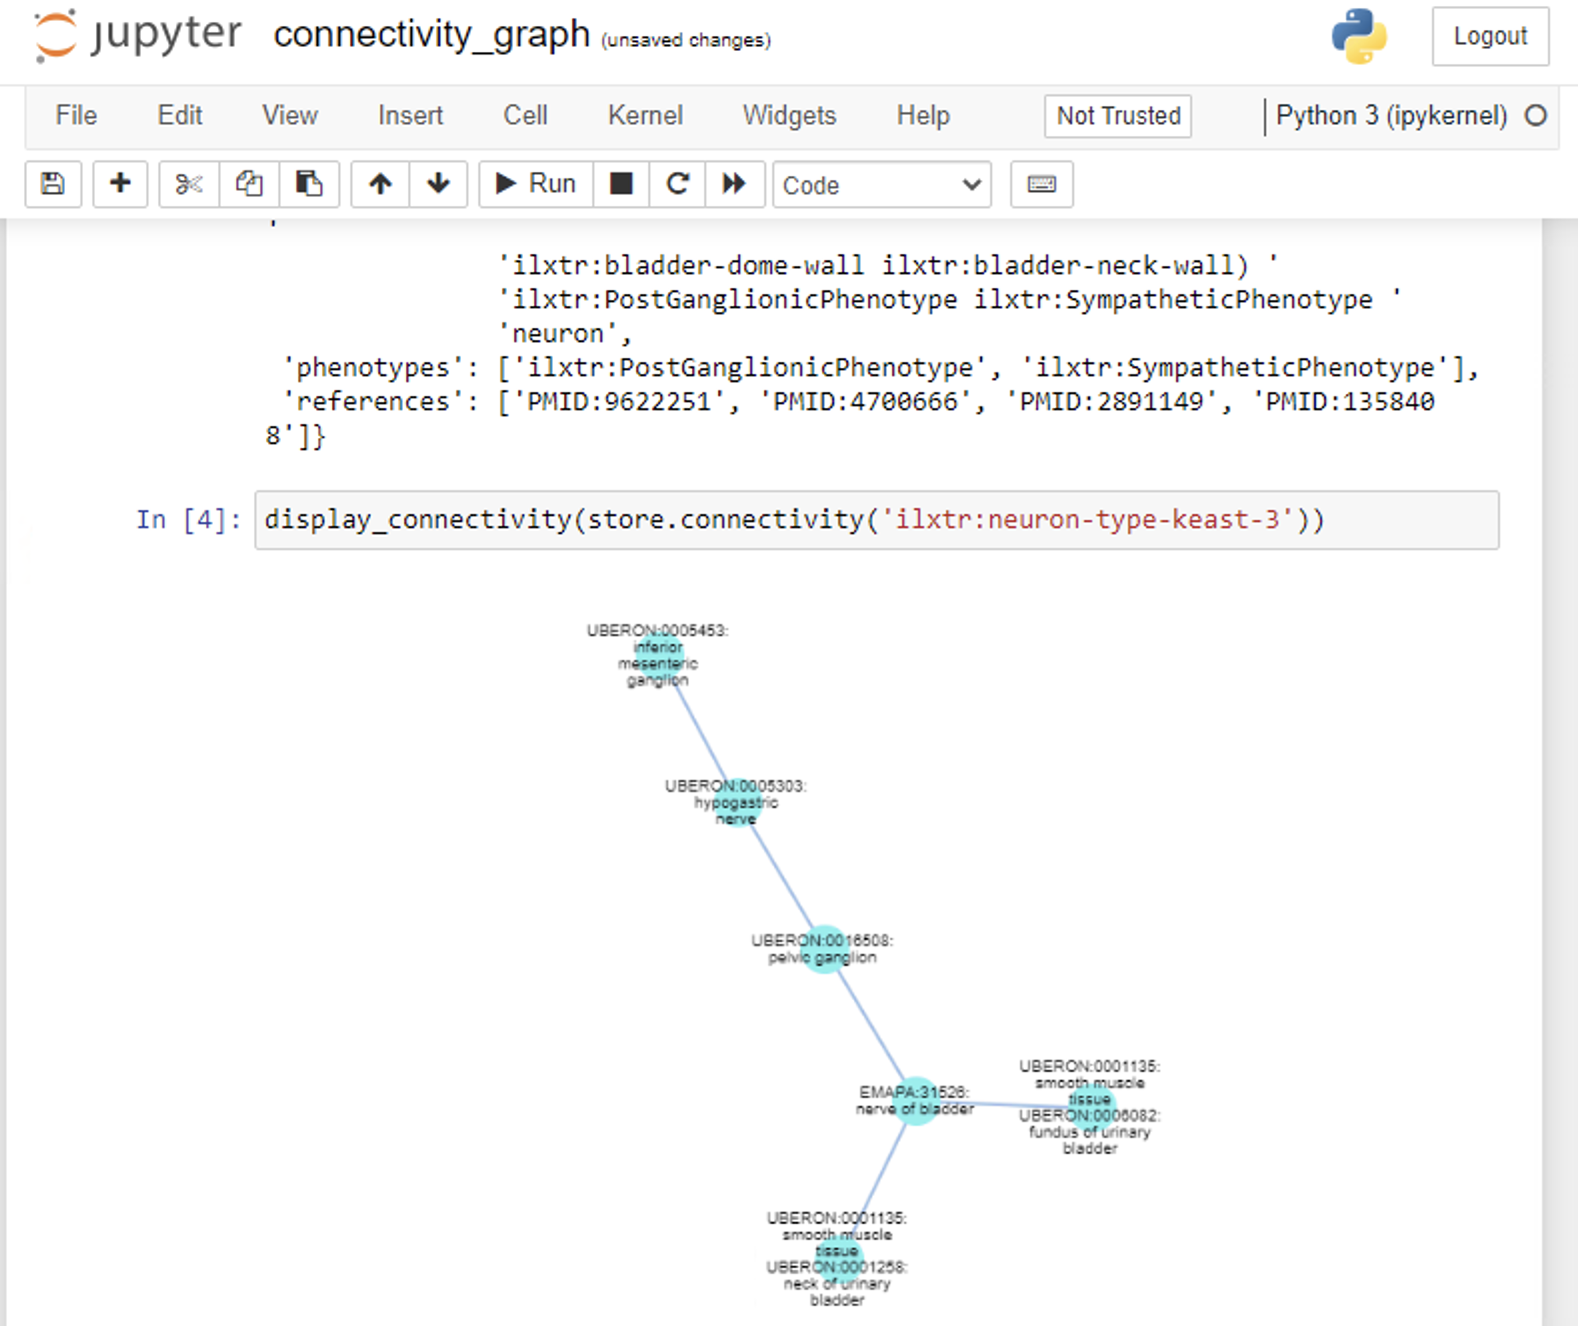 jupyter connectivity_graph (unsaved changes) Logout
File Edit View Insert Cell Kernel Widgets Help Not Trusted Python 3 (ipykernel)
Run Code
'ilxtr:bladder-dome-wall ilxtr:bladder-neck-wall) '
'ilxtr:PostGanglionicPhenotype ilxtr:SympatheticPhenotype '
'neuron',
'phenotypes': ['ilxtr:PostGanglionicPhenotype', 'ilxtr:SympatheticPhenotype'],
'references': ['PMID:9622251', 'PMID:4700666', 'PMID:2891149', 'PMID:135840
8']}
In [4]: display_connectivity(store.connectivity('ilxtr:neuron-type-keast-3'))
UBERON:0005453:
inferior
mesenteric
ganglion
UBERON:0005303:
hypogastric
nerve
UBERON:0016508:
pelvic ganglion
EMAPA:31526:
nerve of bladder
UBERON:0001135:
smooth muscle
tissue
UBERON:0006082:
fundus of urinary
bladder
UBERON:0001135:
smooth muscle
tissue
UBERON:0001258:
neck of urinary
bladder